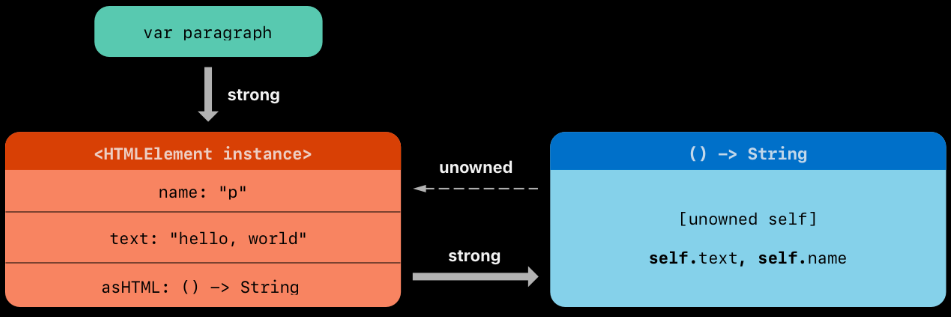 var paragraph
strong
<HTMLElement instance>
name: "p"
text: "hello, world"
asHTML: () -> String
unowned
strong
() -> String
[unowned self]
self.text, self.name